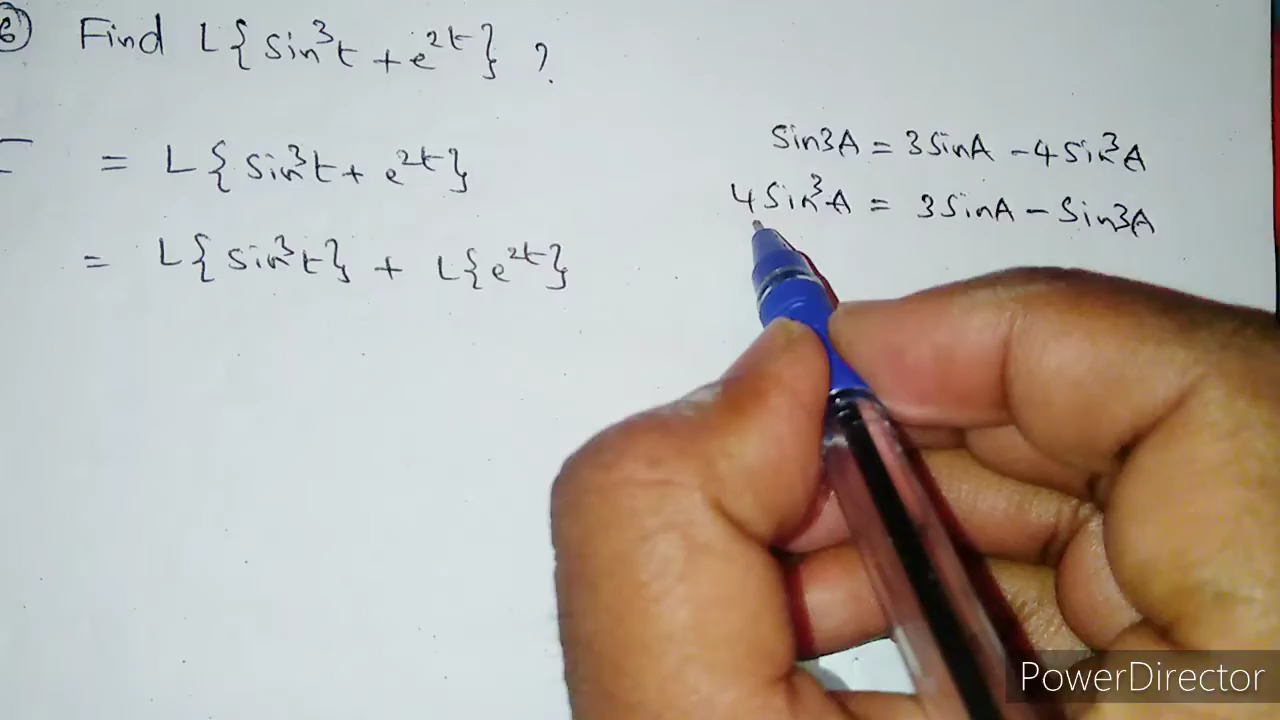 ⑥ Find L{Sin³t + e²ᵗ} ?
= L{Sin³t + e²ᵗ}
= L{Sin³t} + L{e²ᵗ}
Sin3A = 3SinA - 4Sin³A
4Sin³A = 3SinA - Sin3A
PowerDirector